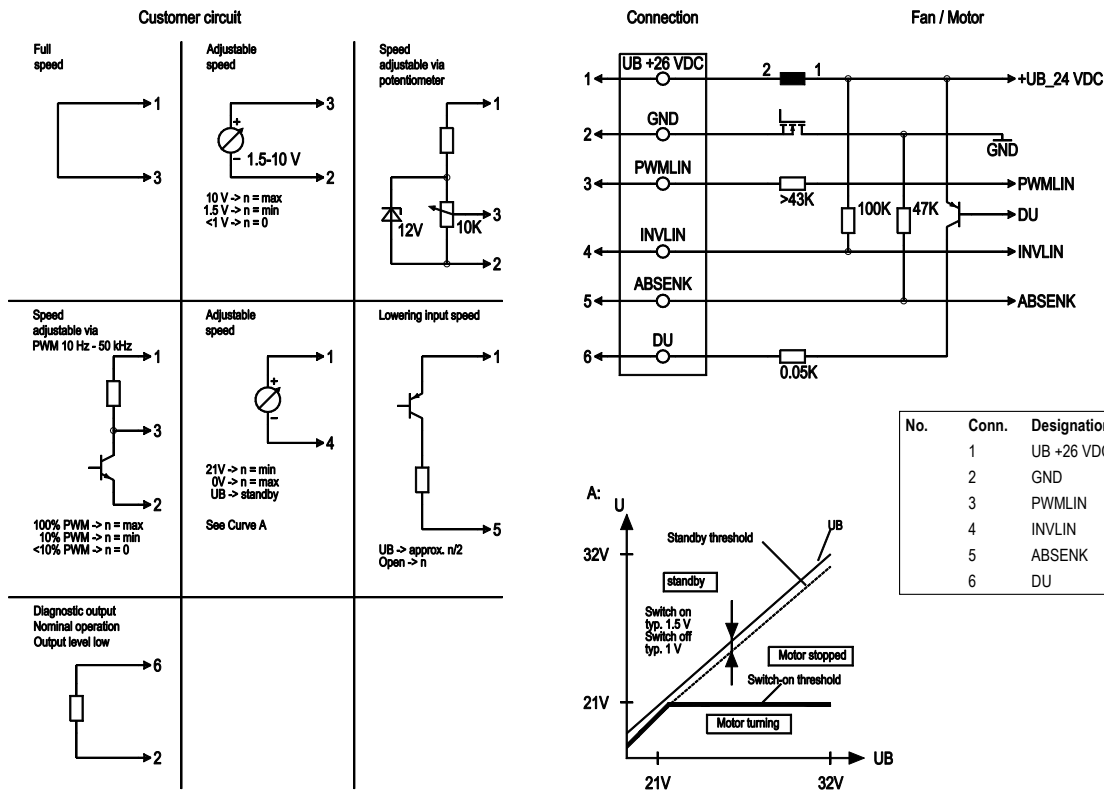 Customer circuit
Full
speed
1
3
Adjustable
speed
3
+
–
1.5-10 V
2
10 V -> n = max
1.5 V -> n = min
<1 V -> n = 0
Speed
adjustable via
potentiometer
1
3
12V
10K
2
Speed
adjustable via
PWM 10 Hz - 50 kHz
1
3
2
100% PWM -> n = max
10% PWM -> n = min
<10% PWM -> n = 0
Adjustable
speed
1
+
–
4
21V -> n = min
0V -> n = max
UB -> standby
See Curve A
Lowering input speed
1
5
UB -> approx. n/2
Open -> n
Diagnostic output
Nominal operation
Output level low
6
2
Connection
Fan / Motor
1
UB +26 VDC
2
1
+UB_24 VDC
2
GND
GND
3
PWMLIN
>43K
PWMLIN
100K
47K
DU
4
INVLIN
INVLIN
5
ABSENK
ABSENK
6
DU
0.05K
No. Conn. Designation
1 UB +26 VDC
2 GND
3 PWMLIN
4 INVLIN
5 ABSENK
6 DU
A:
U
UB
Standby threshold
32V
standby
Switch on
typ. 1.5 V
Switch off
typ. 1 V
Motor stopped
Switch-on threshold
21V
Motor turning
UB
21V
32V